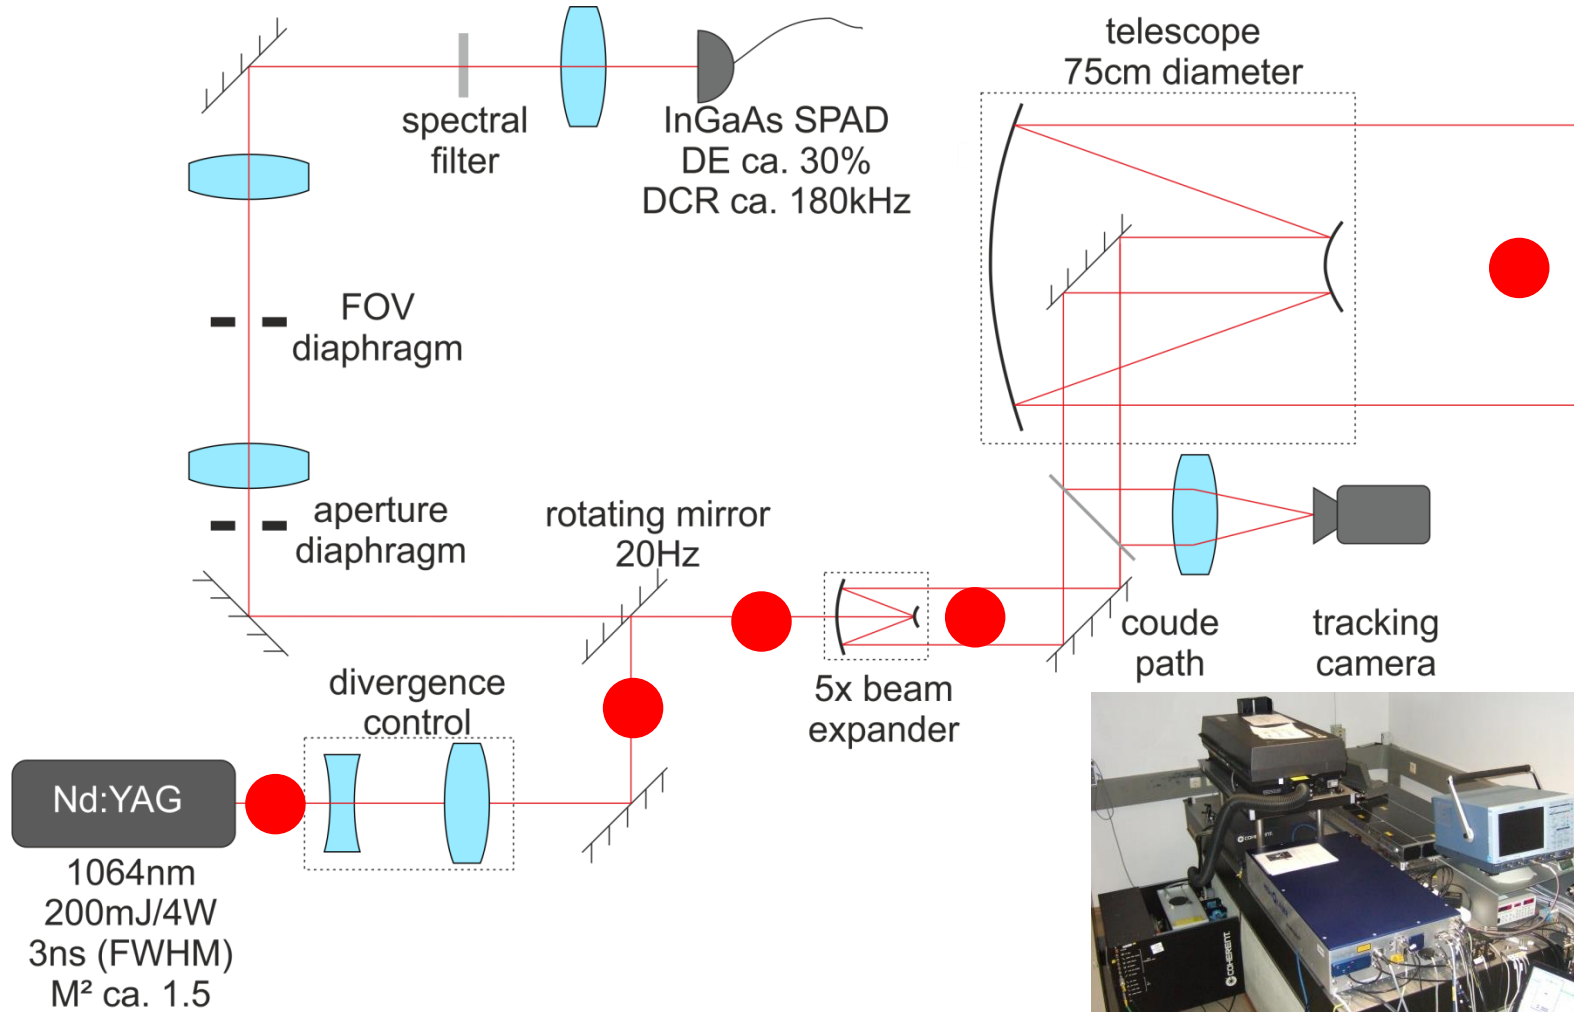 telescope
75cm diameter
spectral
filter
InGaAs SPAD
DE ca. 30%
DCR ca. 180kHz
FOV
diaphragm
aperture
diaphragm
rotating mirror
20Hz
coude
path
tracking
camera
divergence
control
5x beam
expander
Nd:YAG
1064nm
200mJ/4W
3ns (FWHM)
M² ca. 1.5
COHERENT
COHERENT